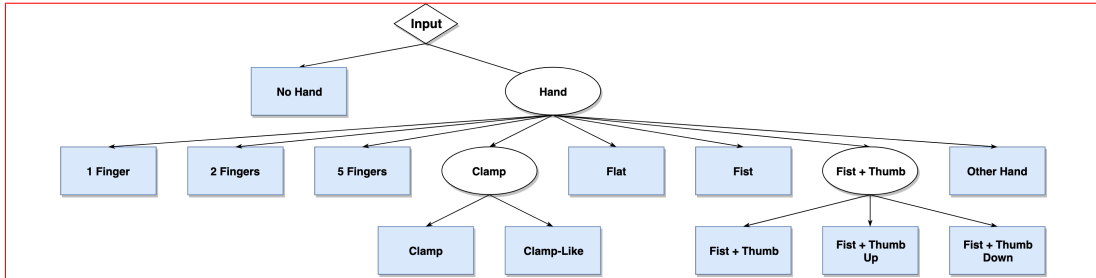 Input
No Hand
Hand
1 Finger
2 Fingers
5 Fingers
Clamp
Flat
Fist
Fist + Thumb
Other Hand
Clamp
Clamp-Like
Fist + Thumb
Fist + Thumb
Up
Fist + Thumb
Down